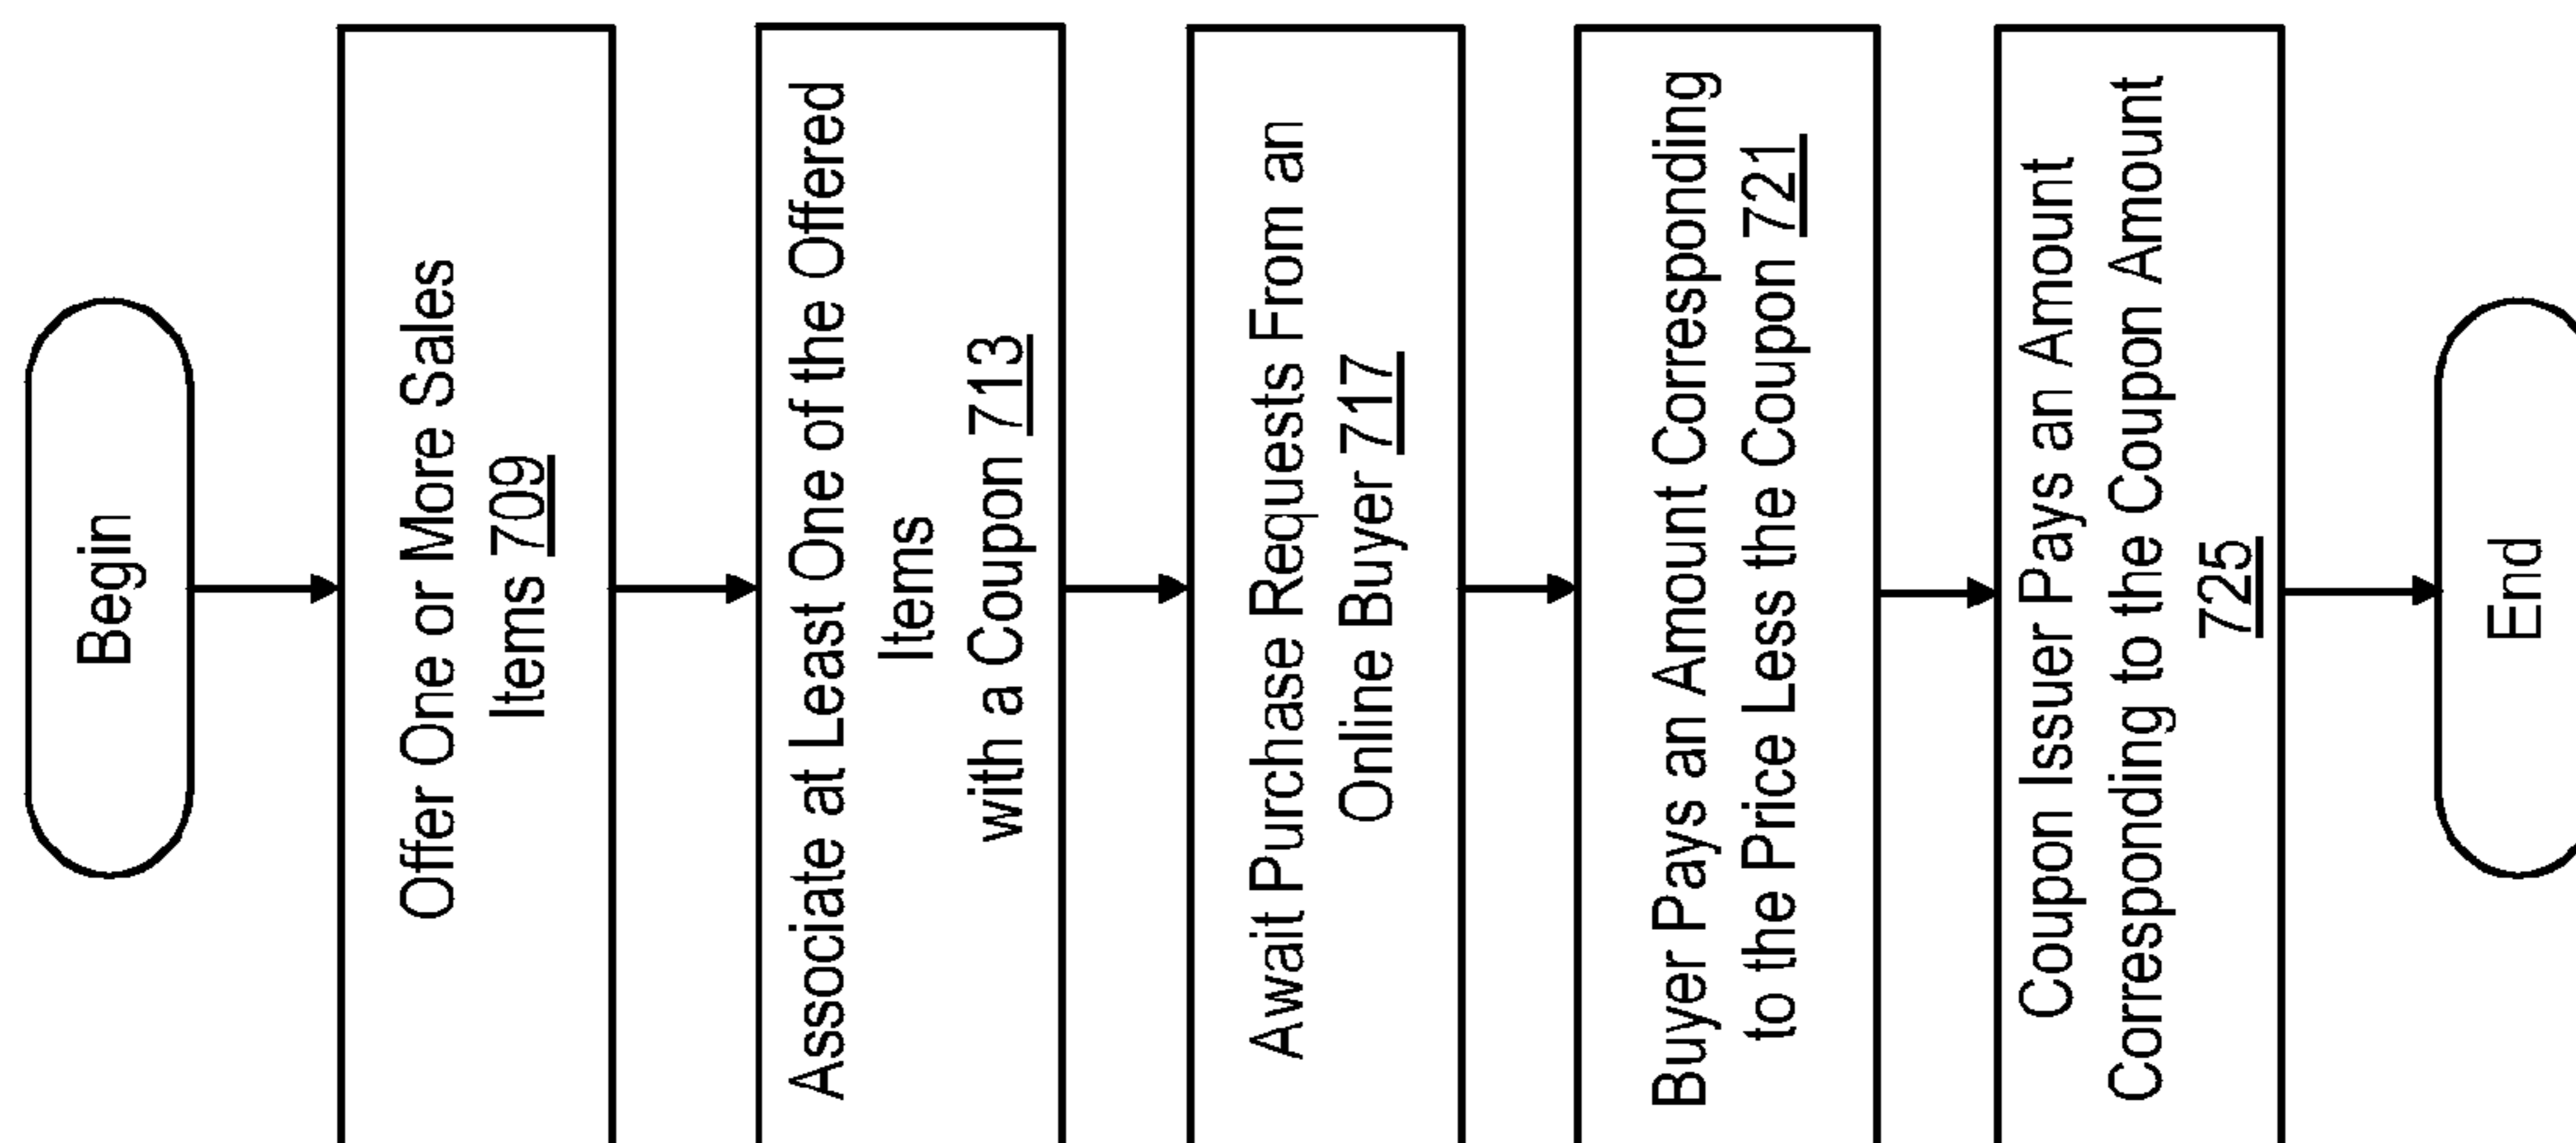 Begin
Offer One or More Sales
Items 709
Associate at Least One of the Offered
Items
with a Coupon 713
Await Purchase Requests From an
Online Buyer 717
Buyer Pays an Amount Corresponding
to the Price Less the Coupon 721
Coupon Issuer Pays an Amount
Corresponding to the Coupon Amount
725
End